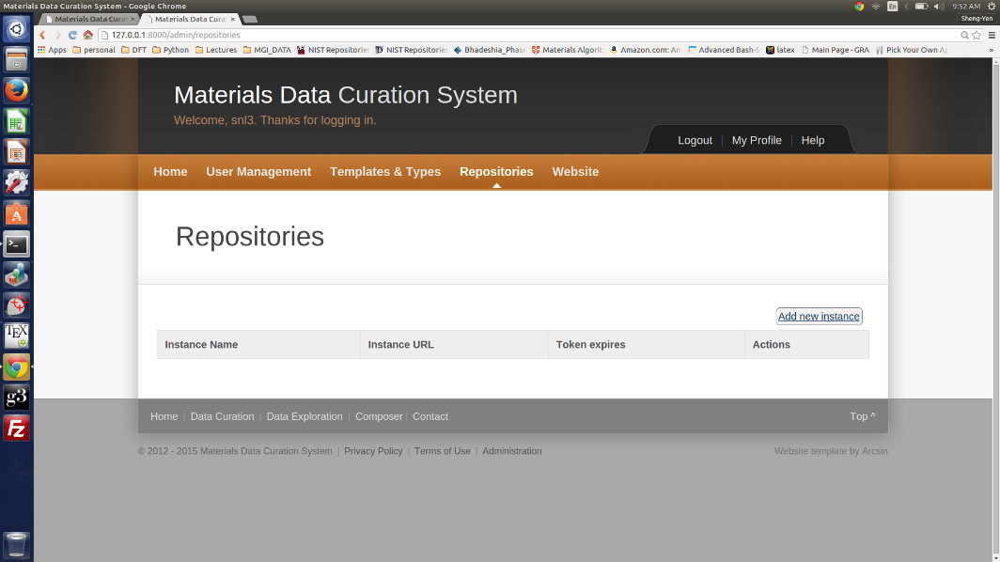 Materials Data Curation System - Google Chrome
En
9:52 AM
Materials Data Cura
Materials Data Cura
Sheng-Yen
127.0.0.1:8000/admin/repositories
Apps personal DFT Python Lectures MGI_DATA NIST Repositories NIST Repositories Bhadeshia_Phase Materials Algorit Amazon.com: Am Advanced Bash-S latex Main Page - GRA Pick Your Own Ap »
Materials Data Curation System
Welcome, snl3. Thanks for logging in.
Logout | My Profile | Help
Home User Management Templates & Types Repositories Website
Repositories
Add new instance
Instance Name Instance URL Token expires Actions
Home | Data Curation | Data Exploration | Composer | Contact
Top ^
© 2012 - 2015 Materials Data Curation System | Privacy Policy | Terms of Use | Administration
Website template by Arcsin
A
>_
TEX
g3
FZ